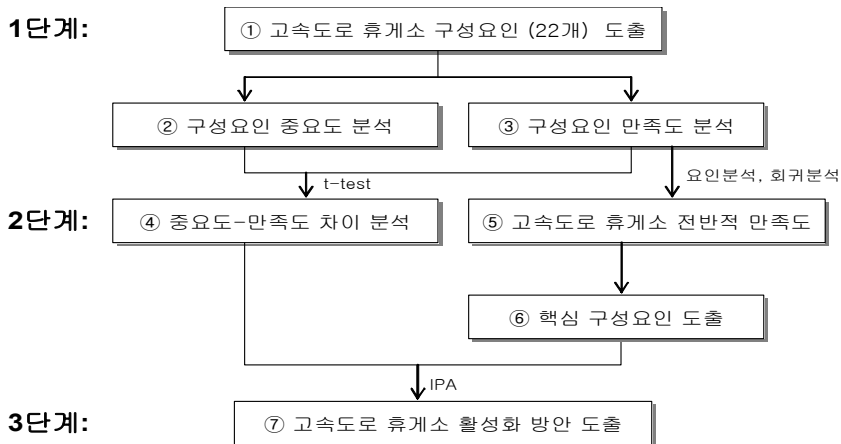 1단계:
① 고속도로 휴게소 구성요인 (22개) 도출
② 구성요인 중요도 분석
③ 구성요인 만족도 분석
t-test
요인분석, 회귀분석
2단계:
④ 중요도-만족도 차이 분석
⑤ 고속도로 휴게소 전반적 만족도
⑥ 핵심 구성요인 도출
IPA
3단계:
⑦ 고속도로 휴게소 활성화 방안 도출